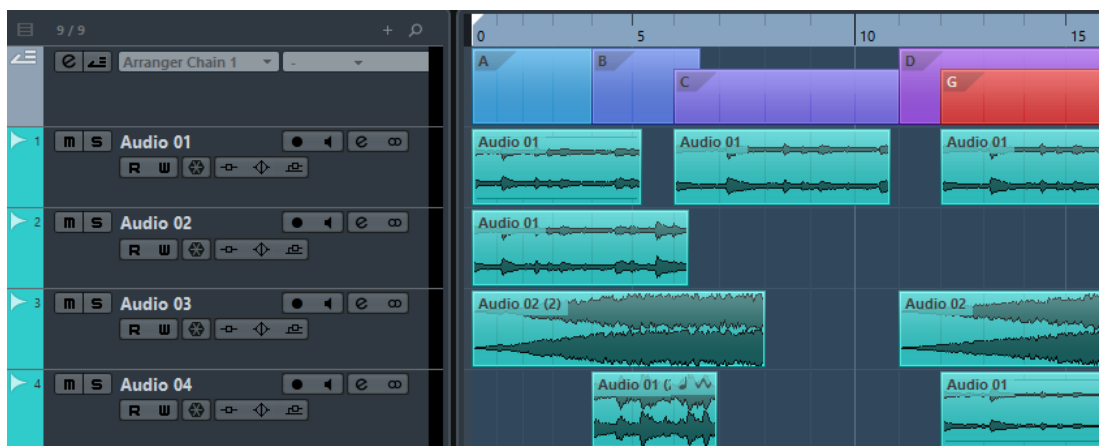 9 / 9
0 5 10 15
e Arranger Chain 1 -
A B C D G
1 m S Audio 01 e
R W
Audio 01 Audio 01 Audio 01
2 m S Audio 02 e
R W
Audio 01
3 m S Audio 03 e
R W
Audio 02 (2) Audio 02
4 m S Audio 04 e
R W
Audio 01 (2 Audio 01